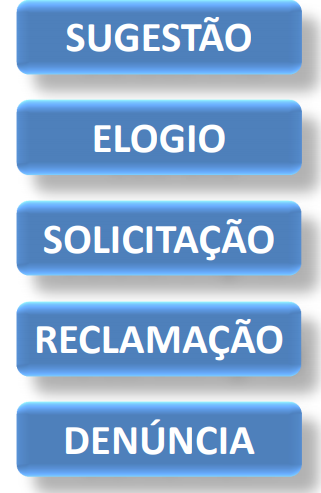 SUGESTÃO
ELOGIO
SOLICITAÇÃO
RECLAMAÇÃO
DENÚNCIA